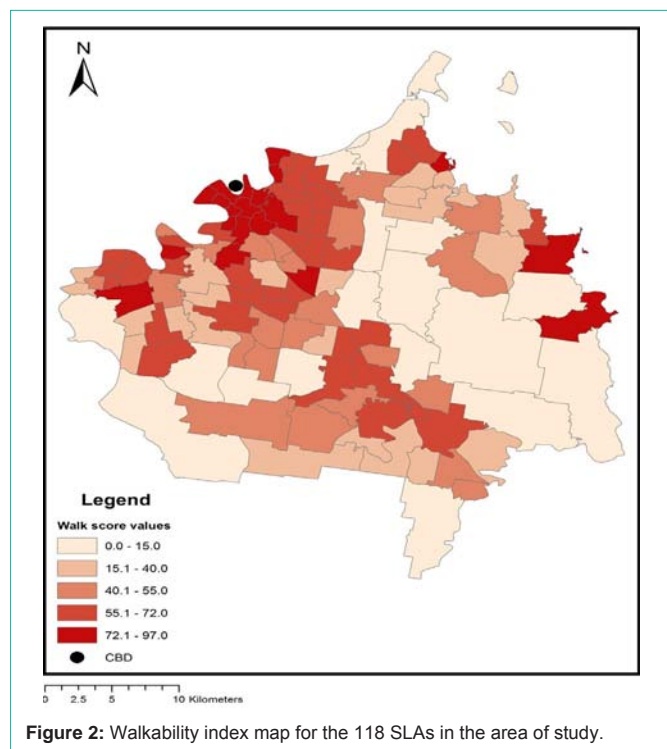 N
Legend
Walk score values
0.0 - 15.0
15.1 - 40.0
40.1 - 55.0
55.1 - 72.0
72.1 - 97.0
CBD
0 2.5 5 10 Kilometers
Figure 2: Walkability index map for the 118 SLAs in the area of study.